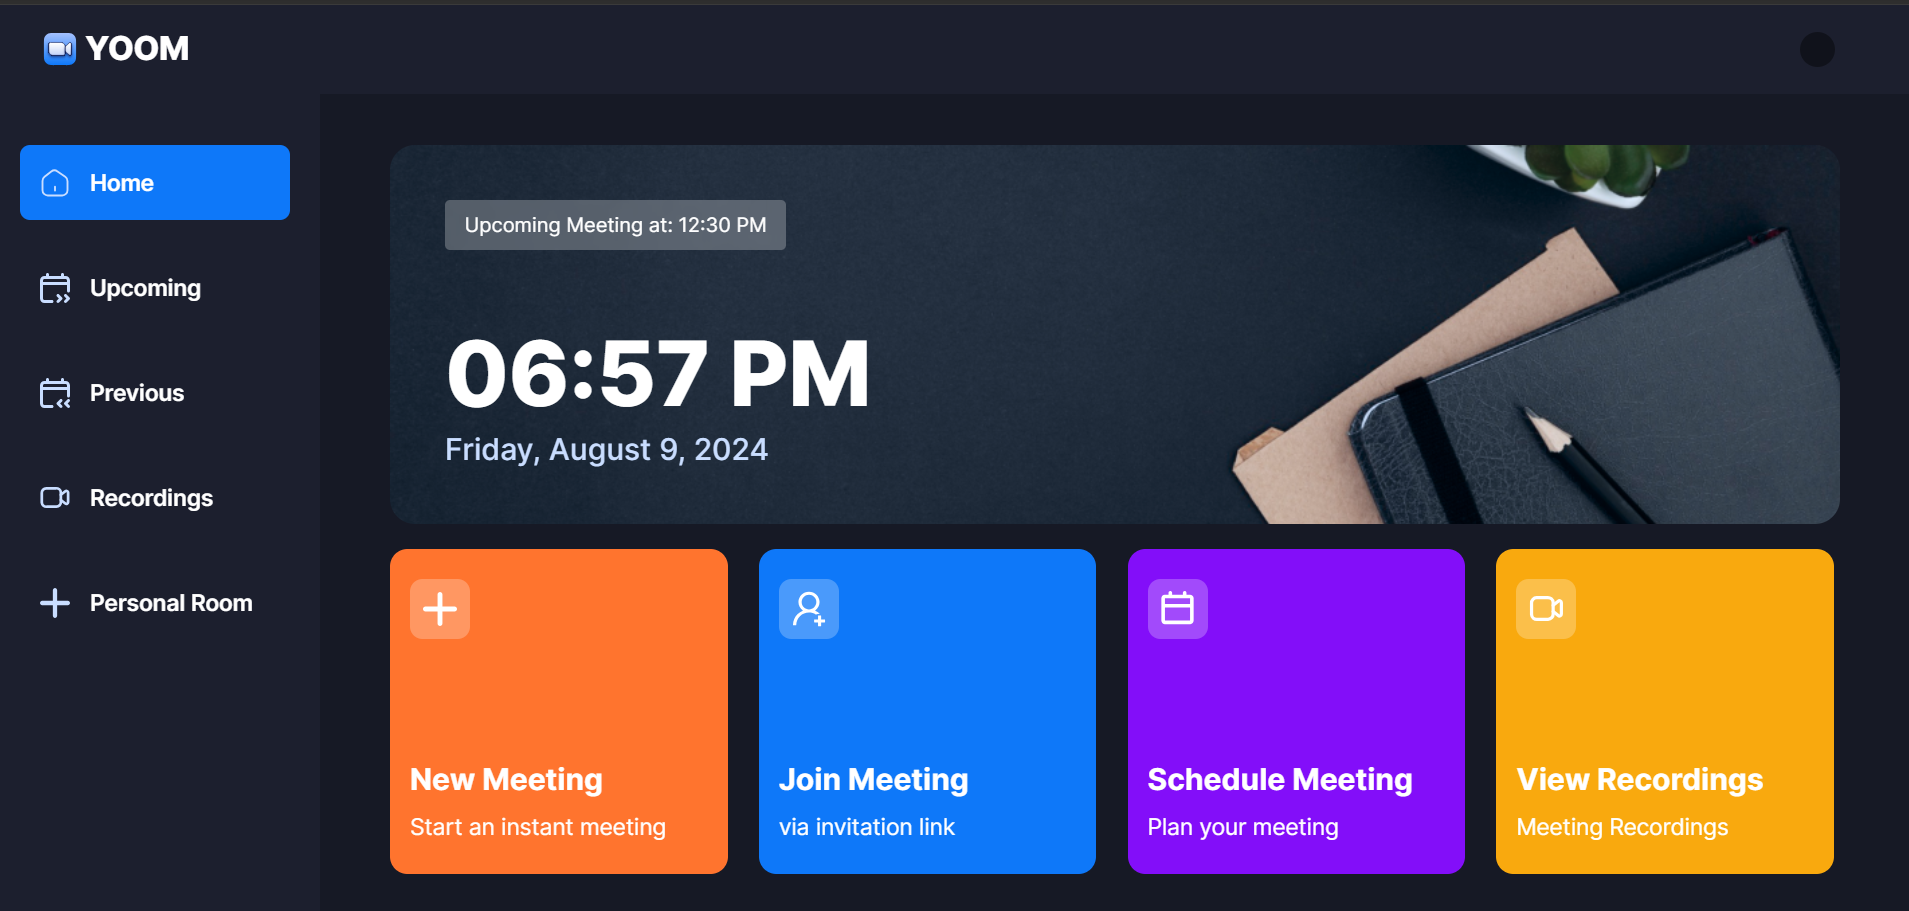 YOOM
Home
Upcoming
Previous
Recordings
Personal Room
Upcoming Meeting at: 12:30 PM
06:57 PM
Friday, August 9, 2024
New Meeting
Start an instant meeting
Join Meeting
via invitation link
Schedule Meeting
Plan your meeting
View Recordings
Meeting Recordings